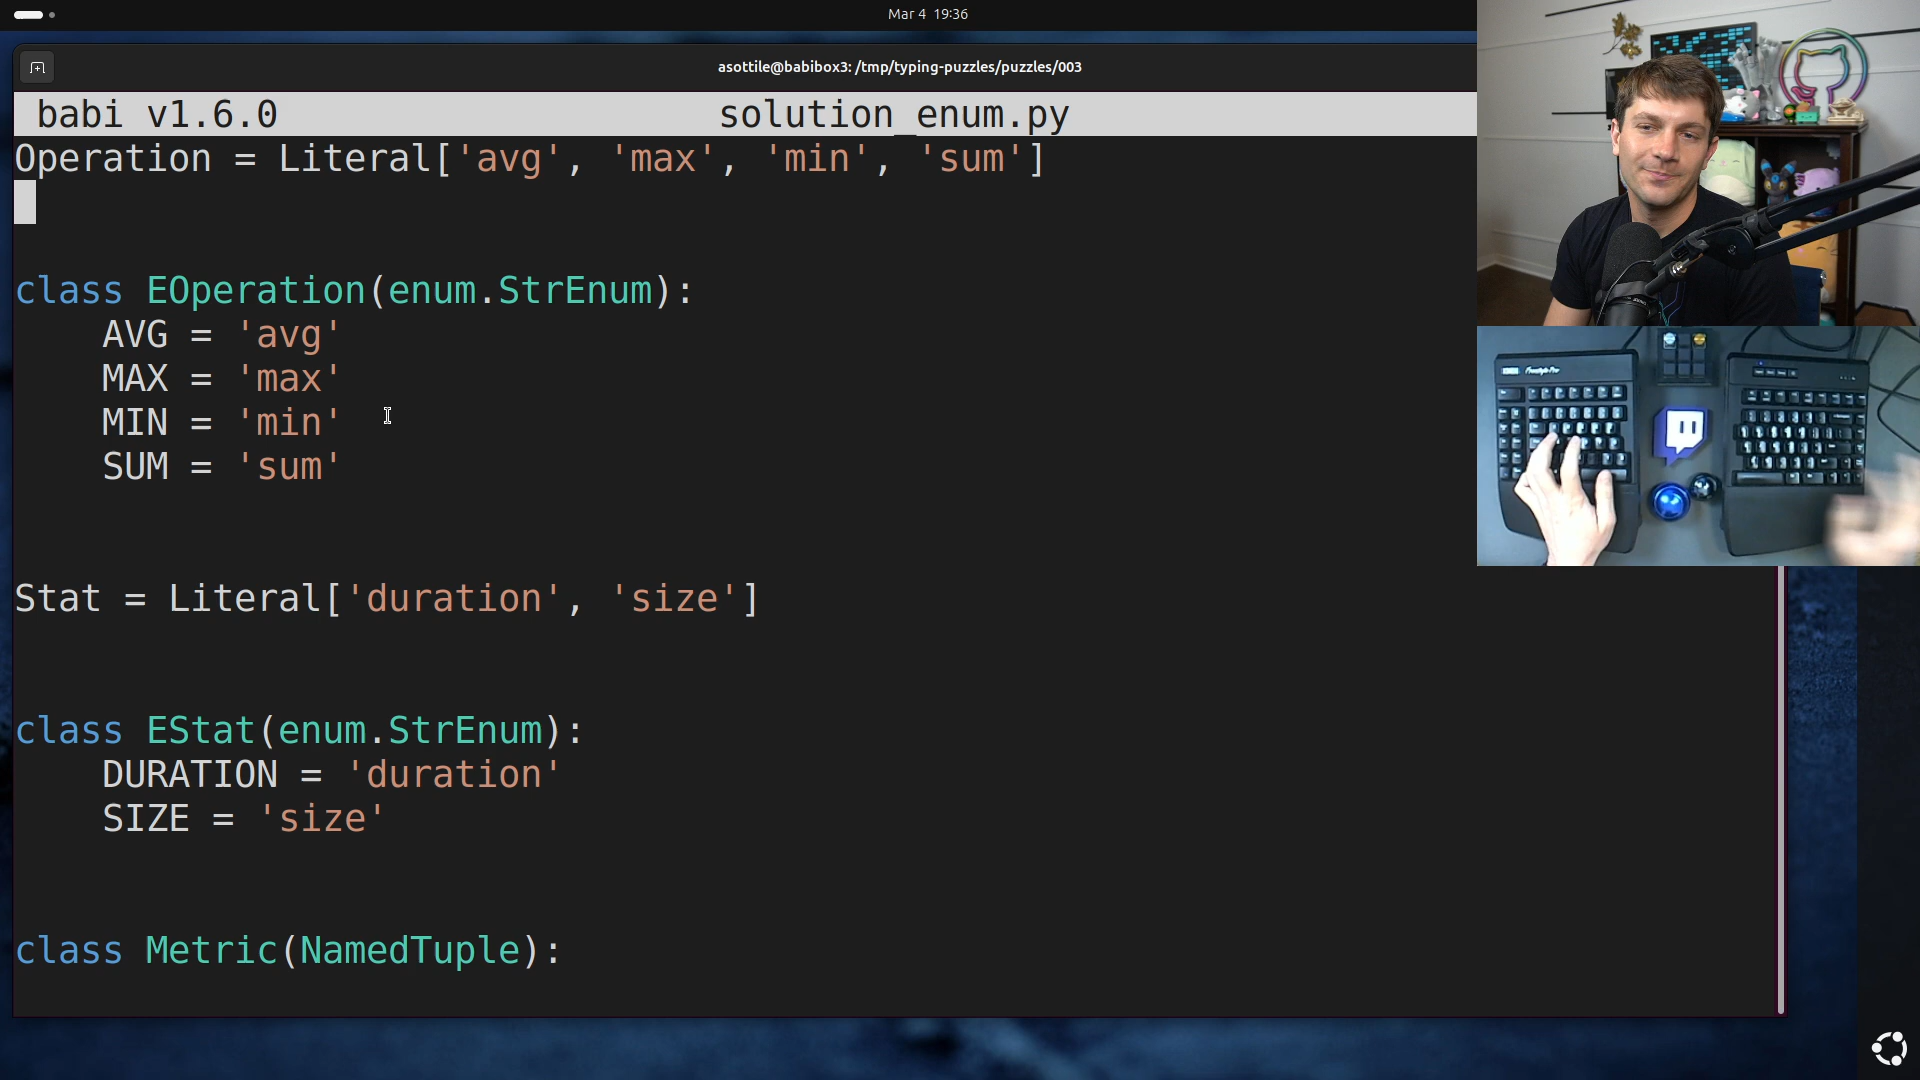 Mar 4 19:36
asottile@babibox3: /tmp/typing-puzzles/puzzles/003
babi v1.6.0 solution_enum.py
Operation = Literal['avg', 'max', 'min', 'sum']
class EOperation(enum.StrEnum):
AVG = 'avg'
MAX = 'max'
MIN = 'min'
SUM = 'sum'
Stat = Literal['duration', 'size']
class EStat(enum.StrEnum):
DURATION = 'duration'
SIZE = 'size'
class Metric(NamedTuple):